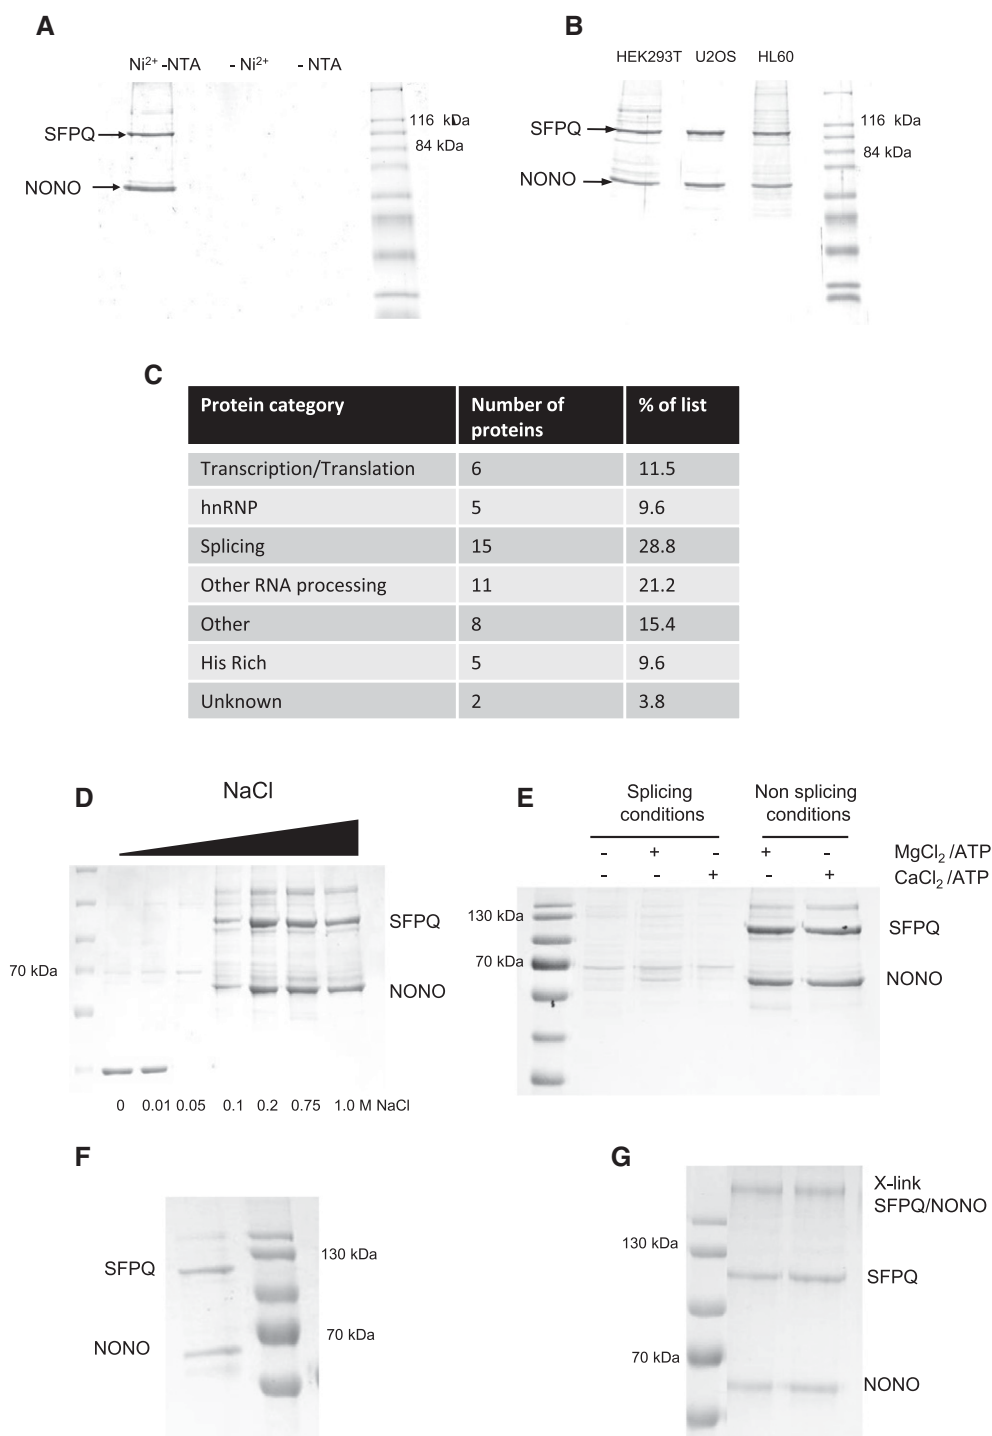 A
Ni²⁺ -NTA - Ni²⁺ - NTA
SFPQ
NONO
116 kDa
84 kDa
B
HEK293T U2OS HL60
SFPQ
NONO
116 kDa
84 kDa
C
Protein category Number of proteins % of list
Transcription/Translation 6 11.5
hnRNP 5 9.6
Splicing 15 28.8
Other RNA processing 11 21.2
Other 8 15.4
His Rich 5 9.6
Unknown 2 3.8
D
NaCl
SFPQ
70 kDa
NONO
0 0.01 0.05 0.1 0.2 0.75 1.0 M NaCl
E
Splicing conditions
Non splicing conditions
- + - + - MgCl₂ /ATP
- - + - + CaCl₂ /ATP
130 kDa
SFPQ
70 kDa
NONO
F
130 kDa
SFPQ
70 kDa
NONO
G
X-link
SFPQ/NONO
130 kDa
SFPQ
70 kDa
NONO